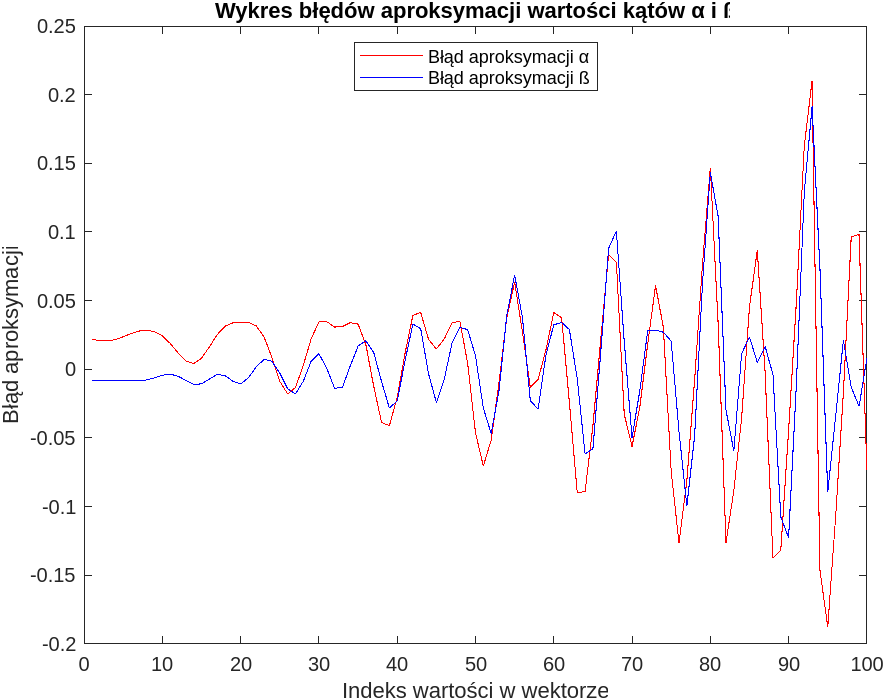 Wykres błędów aproksymacji wartości kątów α i ß
Błąd aproksymacji α
Błąd aproksymacji ß
0.25
0.2
0.15
0.1
0.05
0
-0.05
-0.1
-0.15
-0.2
Błąd aproksymacji
0 10 20 30 40 50 60 70 80 90 100
Indeks wartości w wektorze